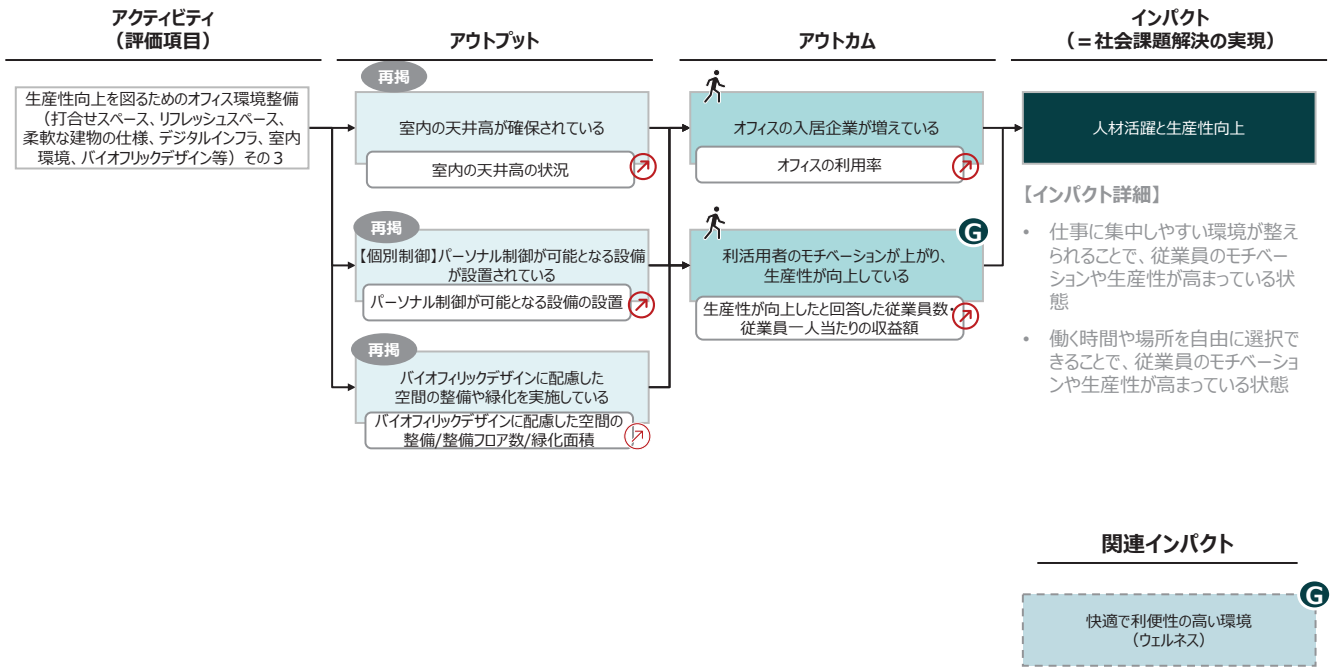 アクティビティ
（評価項目）
アウトプット
アウトカム
インパクト
（＝社会課題解決の実現）
生産性向上を図るためのオフィス環境整備
（打合せスペース、リフレッシュスペース、
柔軟な建物の仕様、デジタルインフラ、室内
環境、バイオフリックデザイン等）その３
再掲
室内の天井高が確保されている
室内の天井高の状況
再掲
【個別制御】パーソナル制御が可能となる設備
が設置されている
パーソナル制御が可能となる設備の設置
再掲
バイオフィリックデザインに配慮した
空間の整備や緑化を実施している
バイオフィリックデザインに配慮した空間の
整備/整備フロア数/緑化面積
オフィスの入居企業が増えている
オフィスの利用率
G
利活用者のモチベーションが上がり、
生産性が向上している
生産性が向上したと回答した従業員数・
従業員一人当たりの収益額
人材活躍と生産性向上
【インパクト詳細】
• 仕事に集中しやすい環境が整え
られることで、従業員のモチベー
ションや生産性が高まっている状
態
• 働く時間や場所を自由に選択で
きることで、従業員のモチベーショ
ンや生産性が高まっている状態
関連インパクト
G
快適で利便性の高い環境
（ウェルネス）